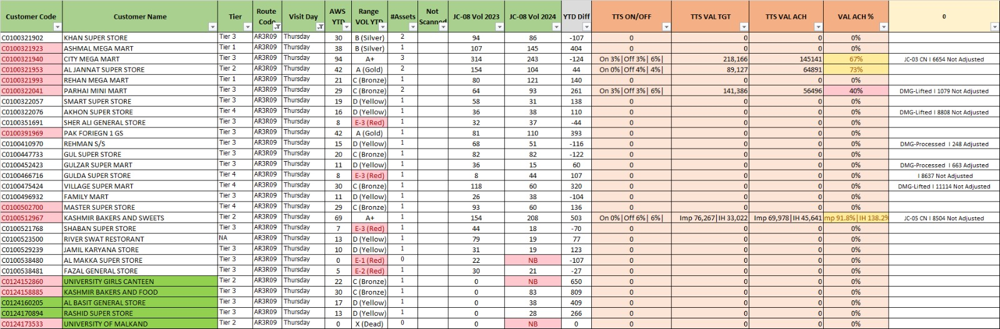 Customer Code Customer Name Tier Route Code Visit Day AWS YTD Range VOL YTD #Assets Not Scanned JC-08 Vol 2023 JC-08 Vol 2024 YTD Diff TTS ON/OFF TTS VAL TGT TTS VAL ACH VAL ACH % 0
C0100321902 KHAN SUPER STORE Tier 3 AR3R09 Thursday 30 B (Silver) 2 94 86 -107 0 0 0 0%
C0100321923 ASHMAL MEGA MART Tier 1 AR3R09 Thursday 38 B (Silver) 1 107 145 404 0 0 0 0%
C0100321940 CITY MEGA MART Tier 3 AR3R09 Thursday 94 A+ 3 314 243 -124 On 3%|Off 3%| 6%| 218,166 145141 67% JC-03 CN I 6654 Not Adjusted
C0100321953 AL JANNAT SUPER STORE Tier 2 AR3R09 Thursday 42 A (Gold) 2 154 104 44 On 0%|Off 4%| 4%| 89,127 64891 73%
C0100321993 REHAN MEGA MART Tier 1 AR3R09 Thursday 21 C (Bronze) 1 80 121 140 0 0 0 0%
C0100322041 PARHAI MINI MART Tier 3 AR3R09 Thursday 29 C (Bronze) 2 64 93 261 On 3%|Off 3%| 6%| 141,386 56496 40% DMG-Lifted I 1079 Not Adjusted
C0100322057 SMART SUPER STORE Tier 3 AR3R09 Thursday 19 D (Yellow) 1 58 31 138 0 0 0 0%
C0100322076 AKHON SUPER STORE Tier 4 AR3R09 Thursday 16 D (Yellow) 1 36 38 110 0 0 0 0% DMG-Lifted I 8808 Not Adjusted
C0100351691 SHER ALI GENERAL STORE Tier 3 AR3R09 Thursday 8 E-3 (Red) 1 32 37 -44 0 0 0 0%
C0100391969 PAK FORIEGN 1 GS Tier 3 AR3R09 Thursday 42 A (Gold) 1 81 110 393 0 0 0 0%
C0100410970 REHMAN S/S Tier 3 AR3R09 Thursday 15 D (Yellow) 1 68 51 -116 0 0 0 0% DMG-Processed I 248 Adjusted
C0100447733 GUL SUPER STORE Tier 3 AR3R09 Thursday 20 C (Bronze) 1 82 82 -122 0 0 0 0%
C0100452423 GULZAR SUPER MART Tier 3 AR3R09 Thursday 11 D (Yellow) 1 36 15 60 0 0 0 0% DMG-Processed I 663 Adjusted
C0100466716 GULDA SUPER STORE Tier 4 AR3R09 Thursday 8 E-3 (Red) 1 8 44 107 0 0 0 0% I 8637 Not Adjusted
C0100475424 VILLAGE SUPER MART Tier 4 AR3R09 Thursday 30 C (Bronze) 1 118 60 320 0 0 0 0% DMG-Lifted I 11114 Not Adjusted
C0100496932 FAMILY MART Tier 3 AR3R09 Thursday 11 D (Yellow) 1 26 38 -104 0 0 0 0%
C0100502700 MASTER SUPER STORE Tier 4 AR3R09 Thursday 29 C (Bronze) 1 93 60 136 0 0 0 0%
C0100512967 KASHMIR BAKERS AND SWEETS Tier 2 AR3R09 Thursday 69 A+ 1 154 208 503 On 0%|Off 6%| 6%| Imp 76,267|IH 33,022 Imp 69,978|IH 45,641 mp 91.8%|IH 138.2% JC-05 CN I 8504 Not Adjusted
C0100521768 SHABAN SUPER STORE Tier 3 AR3R09 Thursday 7 E-3 (Red) 1 44 18 -70 0 0 0 0%
C0100523500 RIVER SWAT RESTORANT NA AR3R09 Thursday 13 D (Yellow) 1 79 19 77 0 0 0 0%
C0100529239 JAMIL KARYANA STORE Tier 3 AR3R09 Thursday 10 D (Yellow) 1 31 19 123 0 0 0 0%
C0100538480 AL MAKKA SUPER STORE Tier 3 AR3R09 Thursday 0 E-1 (Red) 0 22 NB -107 0 0 0 0%
C0100538481 FAZAL GENERAL STORE Tier 3 AR3R09 Thursday 5 E-2 (Red) 1 30 21 -27 0 0 0 0%
C0124152860 UNIVERSITY GIRLS CANTEEN Tier 2 AR3R09 Thursday 22 C (Bronze) 1 0 NB 650 0 0 0 0%
C0124158885 KASHMIR BAKERS AND FOOD Tier 3 AR3R09 Thursday 30 C (Bronze) 1 0 83 809 0 0 0 0%
C0124160205 AL BASIT GENERAL STORE Tier 3 AR3R09 Thursday 17 D (Yellow) 1 0 38 409 0 0 0 0%
C0124170894 RASHID SUPER STORE Tier 3 AR3R09 Thursday 13 D (Yellow) 1 0 28 266 0 0 0 0%
C0124173533 UNIVERSITY OF MALKAND Tier 2 AR3R09 Thursday 0 X (Dead) 0 0 NB 0 0 0 0 0%